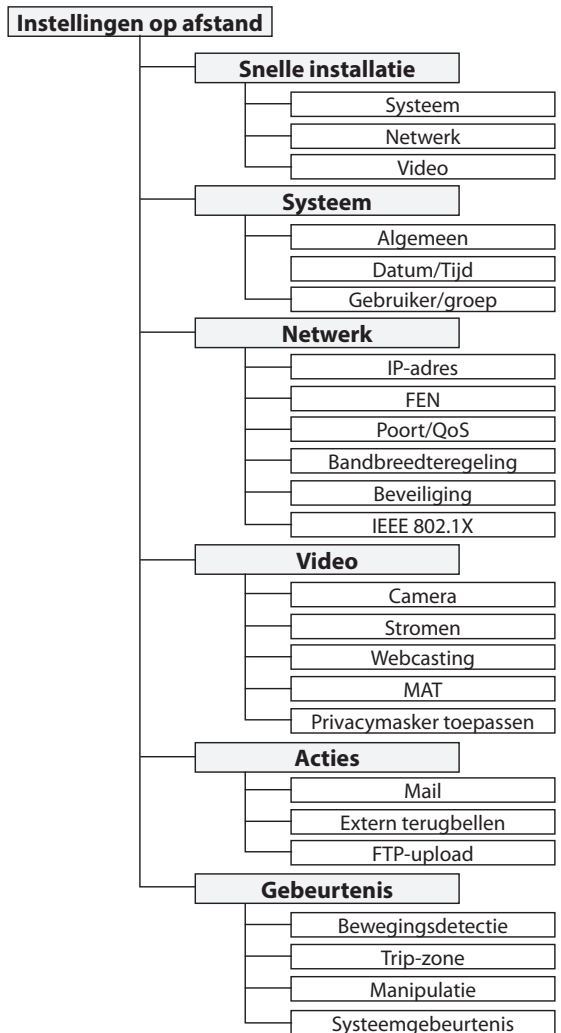 Instellingen op afstand
Snelle installatie
Systeem
Netwerk
Video
Systeem
Algemeen
Datum/Tijd
Gebruiker/groep
Netwerk
IP-adres
FEN
Poort/QoS
Bandbreedteregeling
Beveiliging
IEEE 802.1X
Video
Camera
Stromen
Webcasting
MAT
Privacymasker toepassen
Acties
Mail
Extern terugbellen
FTP-upload
Gebeurtenis
Bewegingsdetectie
Trip-zone
Manipulatie
Systeemgebeurtenis